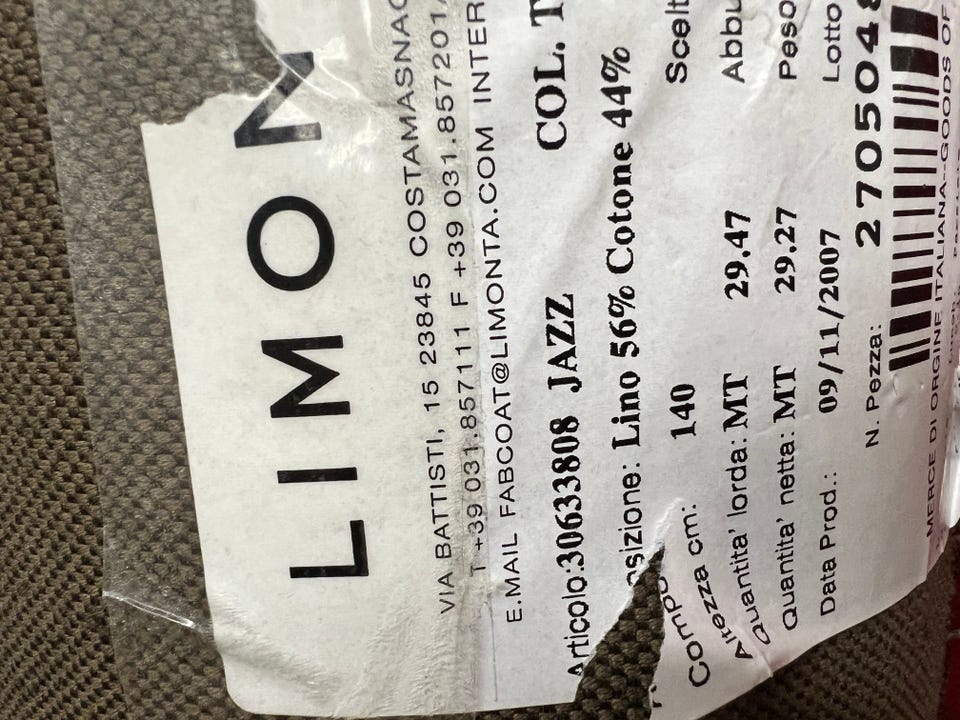 LIMON
VIA BATTISTI, 15 23845 COSTAMASNAG
T +39 031.857111 F +39 031.857201
E.MAIL FABCOAT@LIMONTA.COM INTER
Articolo:30633808 JAZZ COL. T
Compo sizione: Lino 56% Cotone 44%
Altezza cm: 140 Scelt
Quantita' lorda: MT 29,47 Abbu
Quantita' netta: MT 29,27 Peso
Data Prod.: 09/11/2007 Lotto
N. Pezza: 2705048
MERCE DI ORGINE ITALIANA-GOODS OF